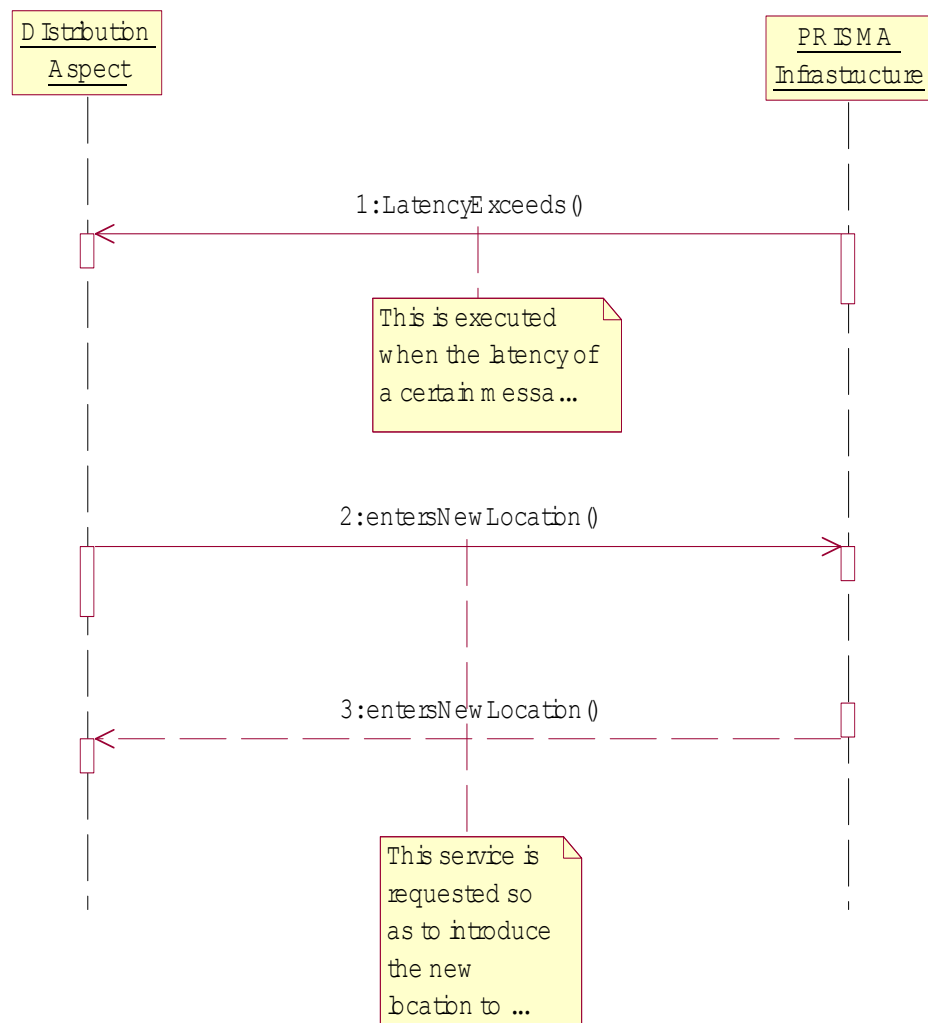 DIstribution
Aspect
PRISMA
Infrastucture
1:LatencyExceeds()
This is executed
when the latency of
a certain messa...
2:entersNewLocation()
3:entersNewLocation()
This service is
requested so
as to introduce
the new
location to ...